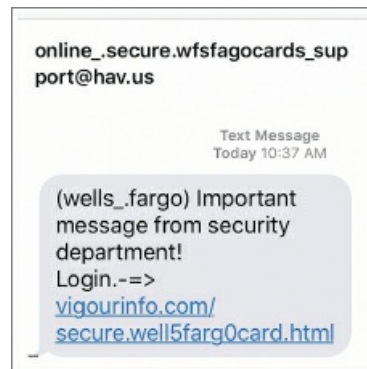 online_.secure.wfsfagocards_sup
port@hav.us
Text Message
Today 10:37 AM
(wells_.fargo) Important
message from security
department!
Login.-=>
vigourinfo.com/
secure.well5farg0card.html